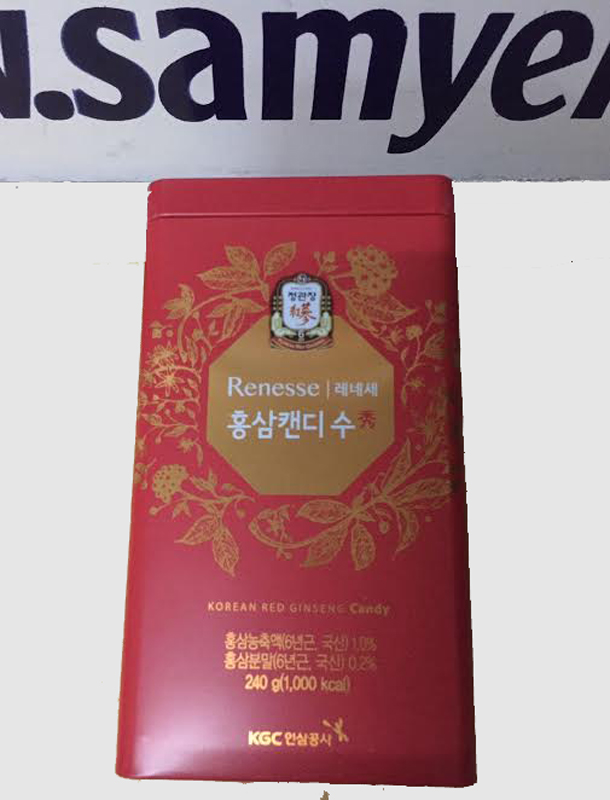 .samye
정관장
紅蔘
Renesse | 레네세
홍삼캔디 수 秀
KOREAN RED GINSENG Candy
홍삼농축액(6년근, 국산) 1.0%
홍삼분말(6년근, 국산) 0.2%
240 g(1,000 kcal)
KGC 인삼공사